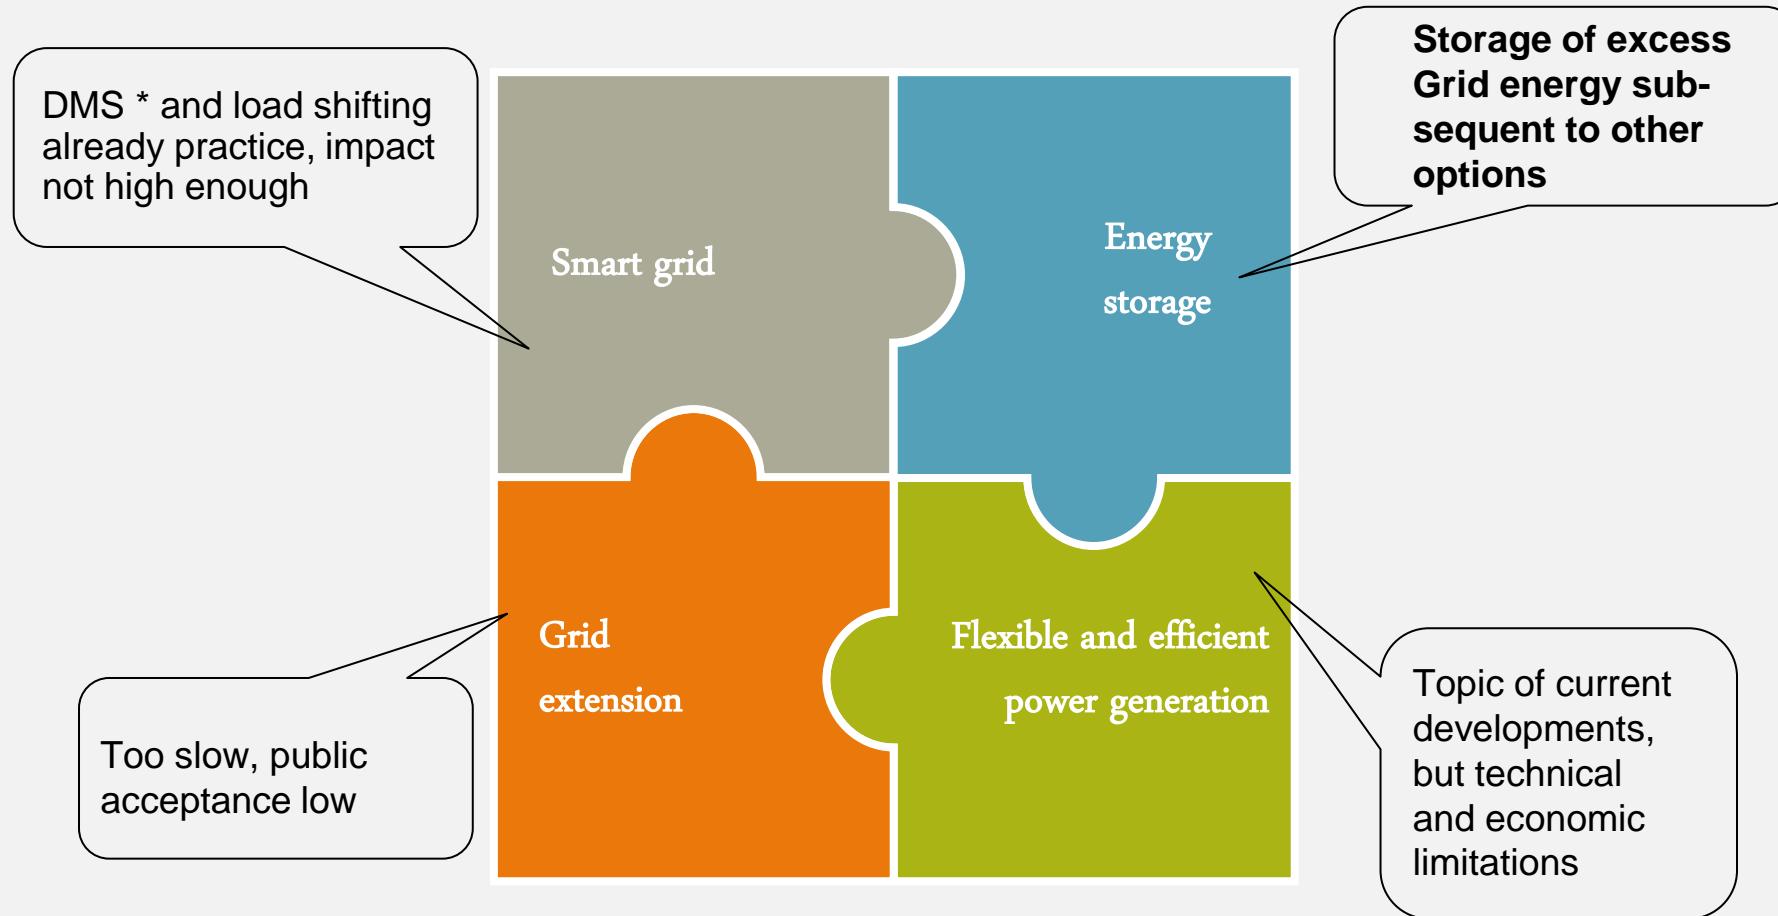 DMS * and load shifting
already practice, impact
not high enough
Storage of excess
Grid energy sub-
sequent to other
options
Smart grid
Energy
storage
Grid
extension
Flexible and efficient
power generation
Too slow, public
acceptance low
Topic of current
developments,
but technical
and economic
limitations